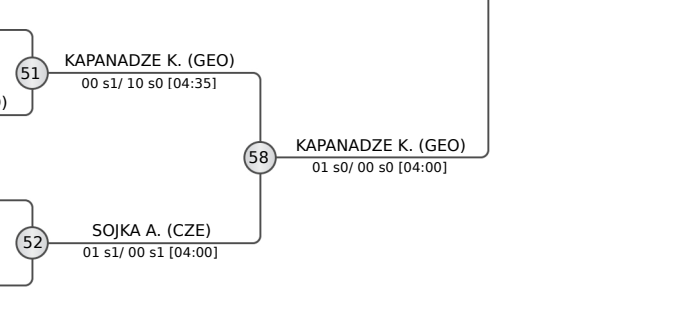 51
KAPANADZE K. (GEO)
00 s1/ 10 s0 [04:35]
)
58
KAPANADZE K. (GEO)
01 s0/ 00 s0 [04:00]
52
SOJKA A. (CZE)
01 s1/ 00 s1 [04:00]